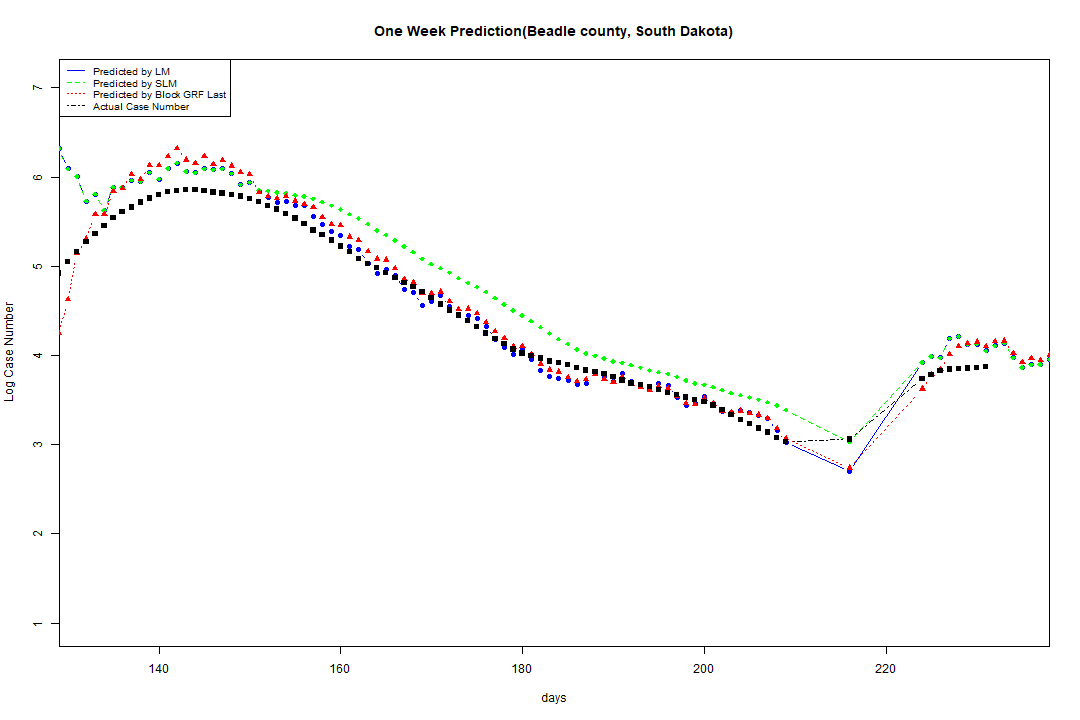 One Week Prediction(Beadle county, South Dakota)
Predicted by LM
Predicted by SLM
Predicted by Block GRF Last
Actual Case Number
7
6
5
4
3
2
1
Log Case Number
140 160 180 200 220
days